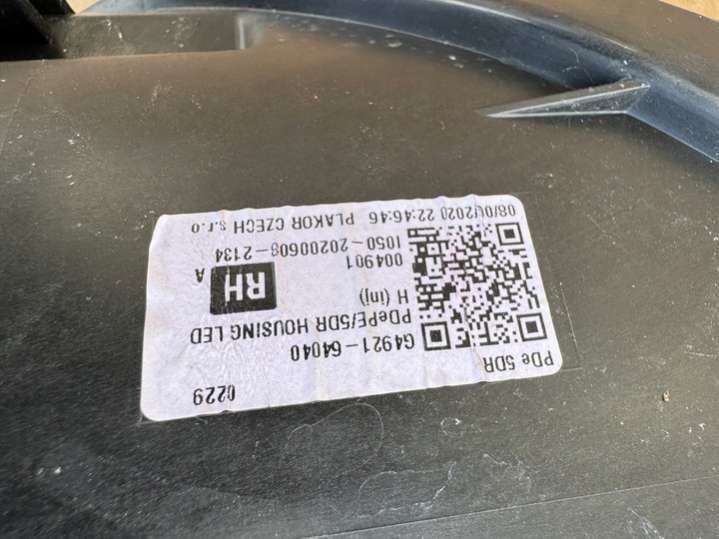 PDe 5DR 0229
G4921-64040
PDePE/5DR HOUSING LED
H (inj)
RH
004901 A
1050-20200608-2134
22:46:46 PLAKOR CZECH s.r.o